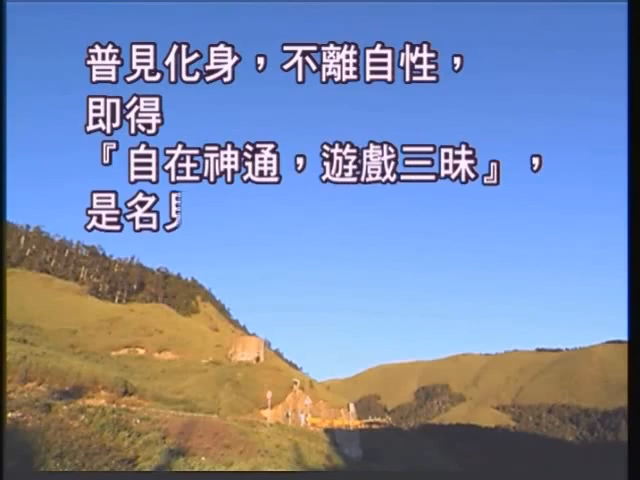 普見化身，不離自性，
即得
『自在神通，遊戲三昧』，
是名